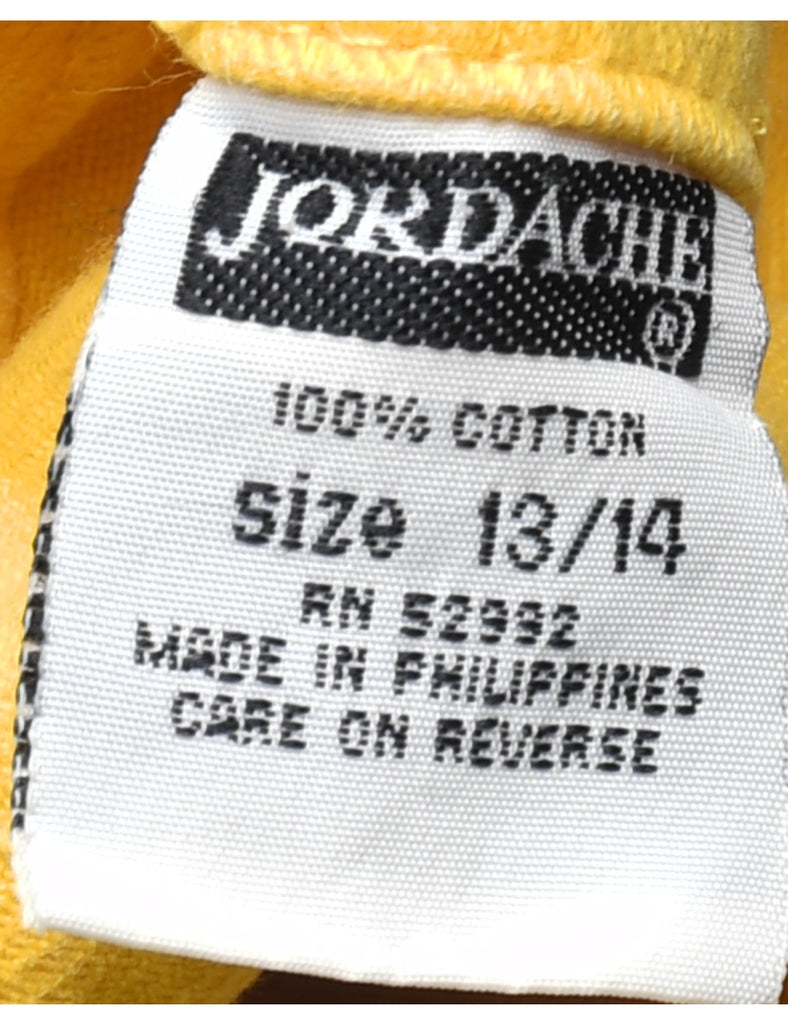 JORDACHE
®
100% COTTON
Size 13/14
RN 52992
MADE IN PHILIPPINES
CARE ON REVERSE